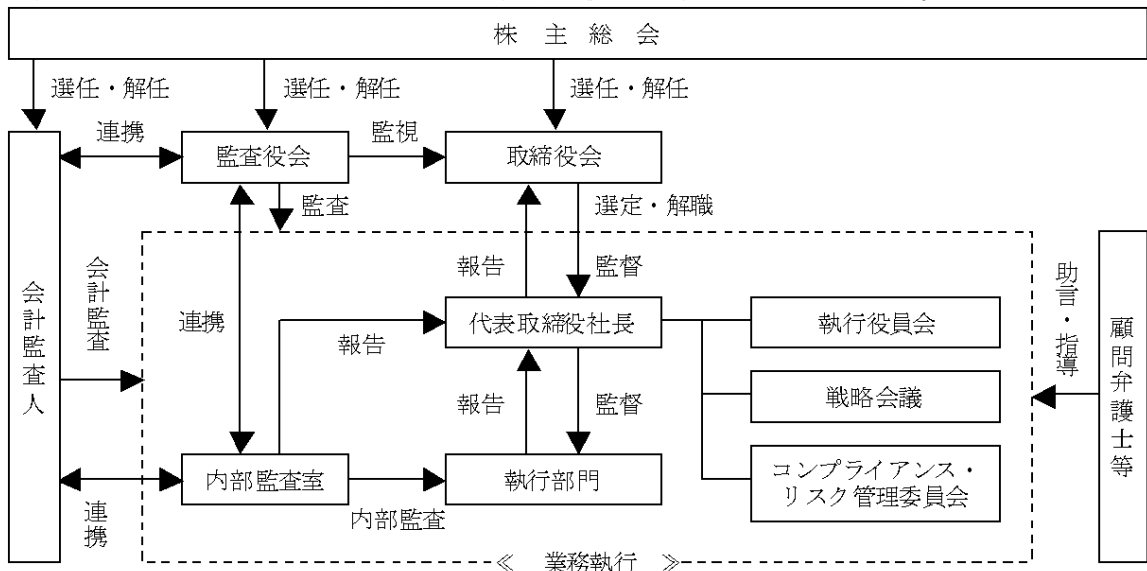 株主総会
選任・解任
選任・解任
選任・解任
連携
監査役会
監視
取締役会
監査
選定・解職
会計監査人
会計監査
連携
報告
監督
報告
代表取締役社長
執行役員会
助言・指導
顧問弁護士等
戦略会議
報告
監督
内部監査室
執行部門
コンプライアンス・
リスク管理委員会
連携
内部監査
≪ 業務執行 ≫